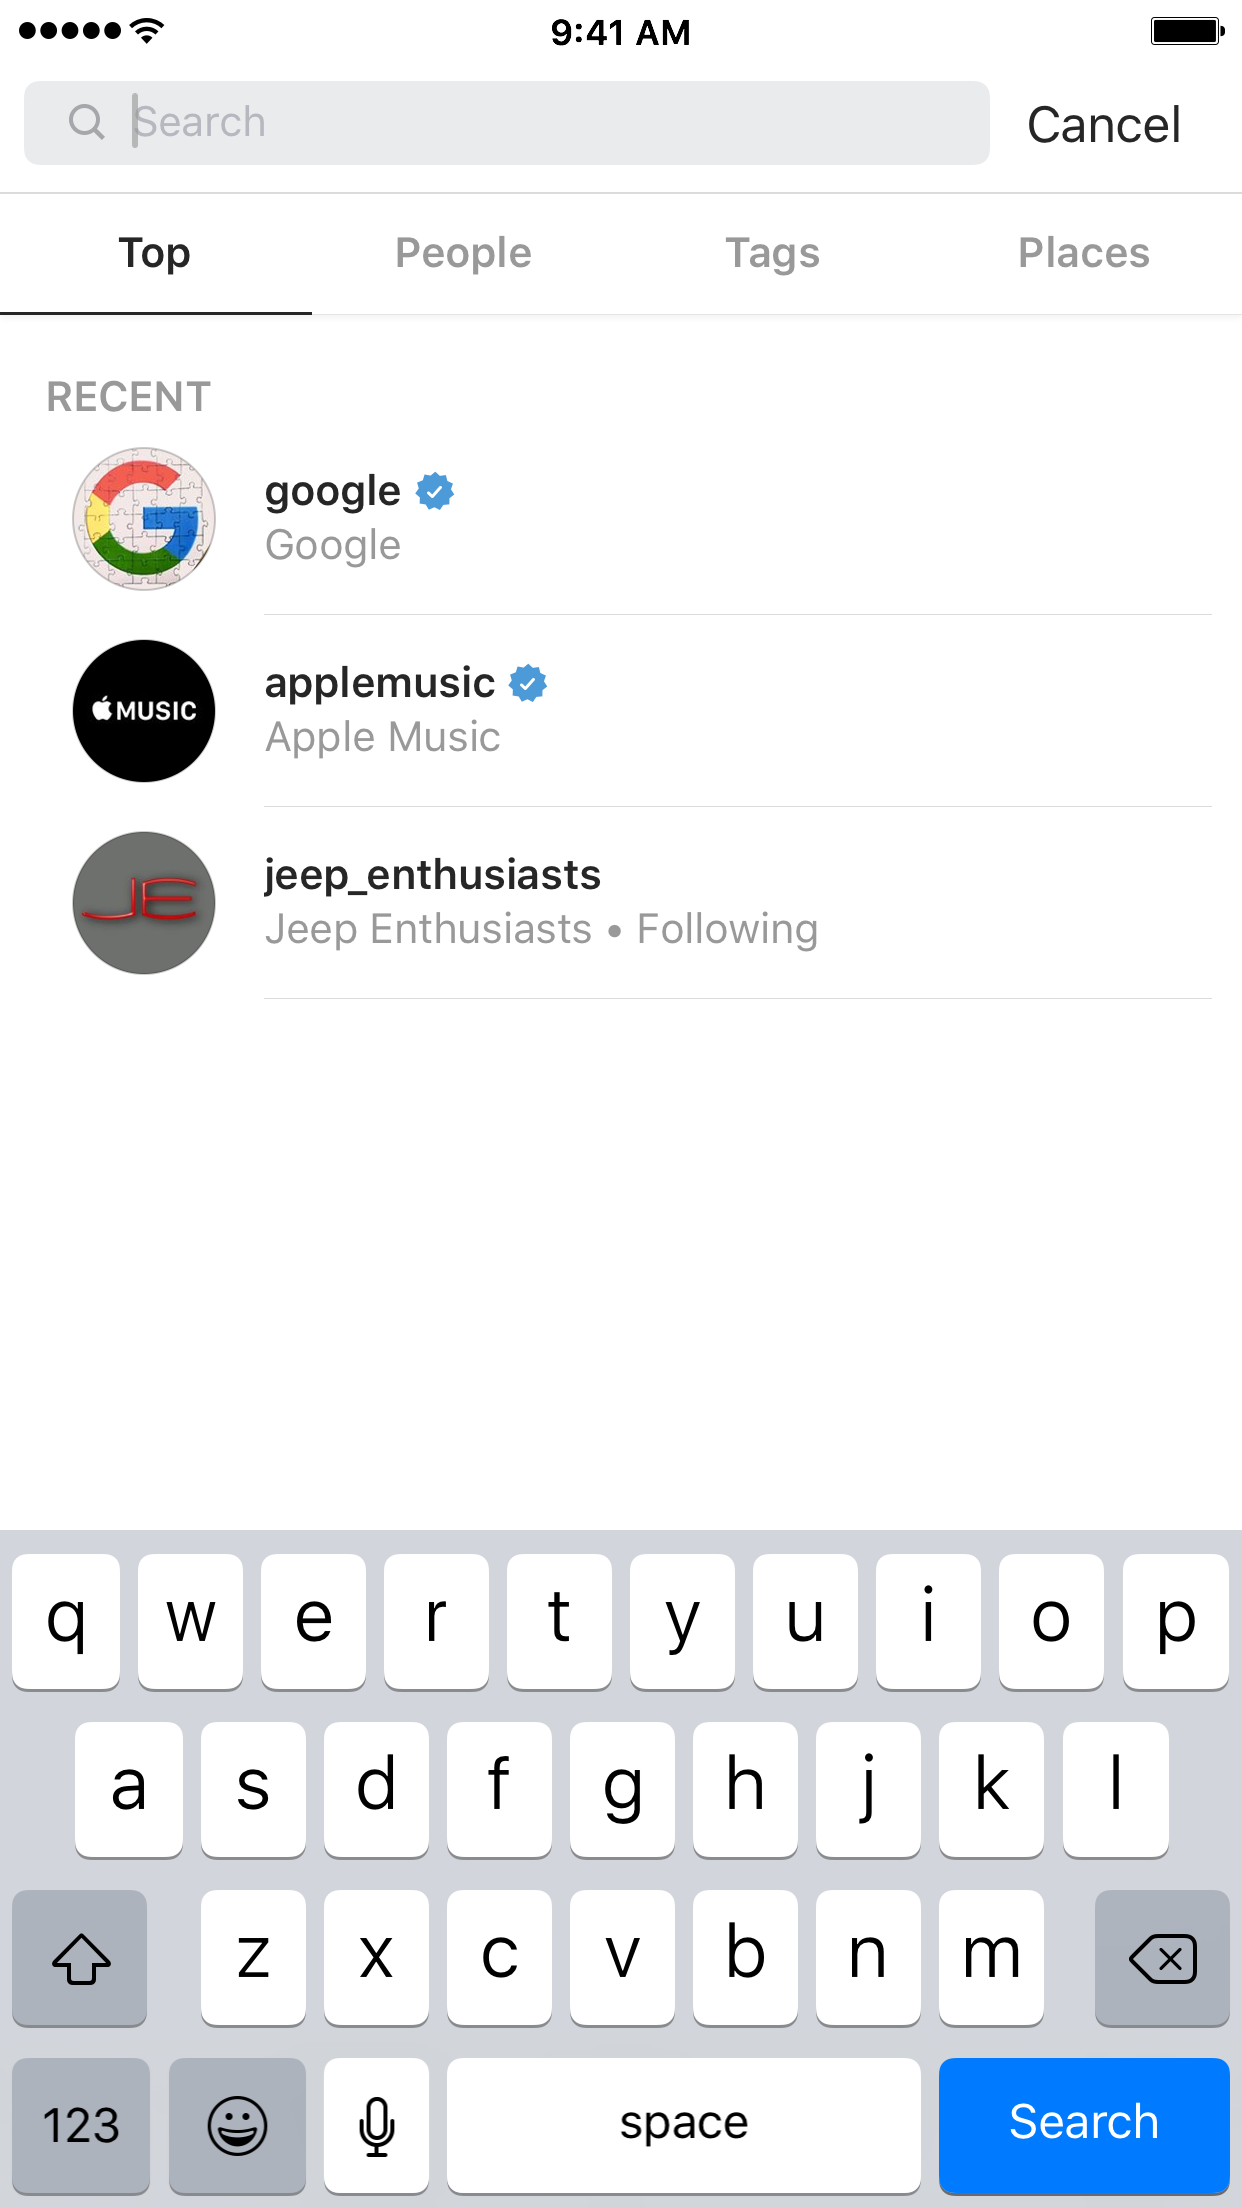 9:41 AM
Search
Cancel
Top People Tags Places
RECENT
google
Google
MUSIC
applemusic
Apple Music
JE
jeep_enthusiasts
Jeep Enthusiasts • Following
q w e r t y u i o p
a s d f g h j k l
z x c v b n m
123 space Search